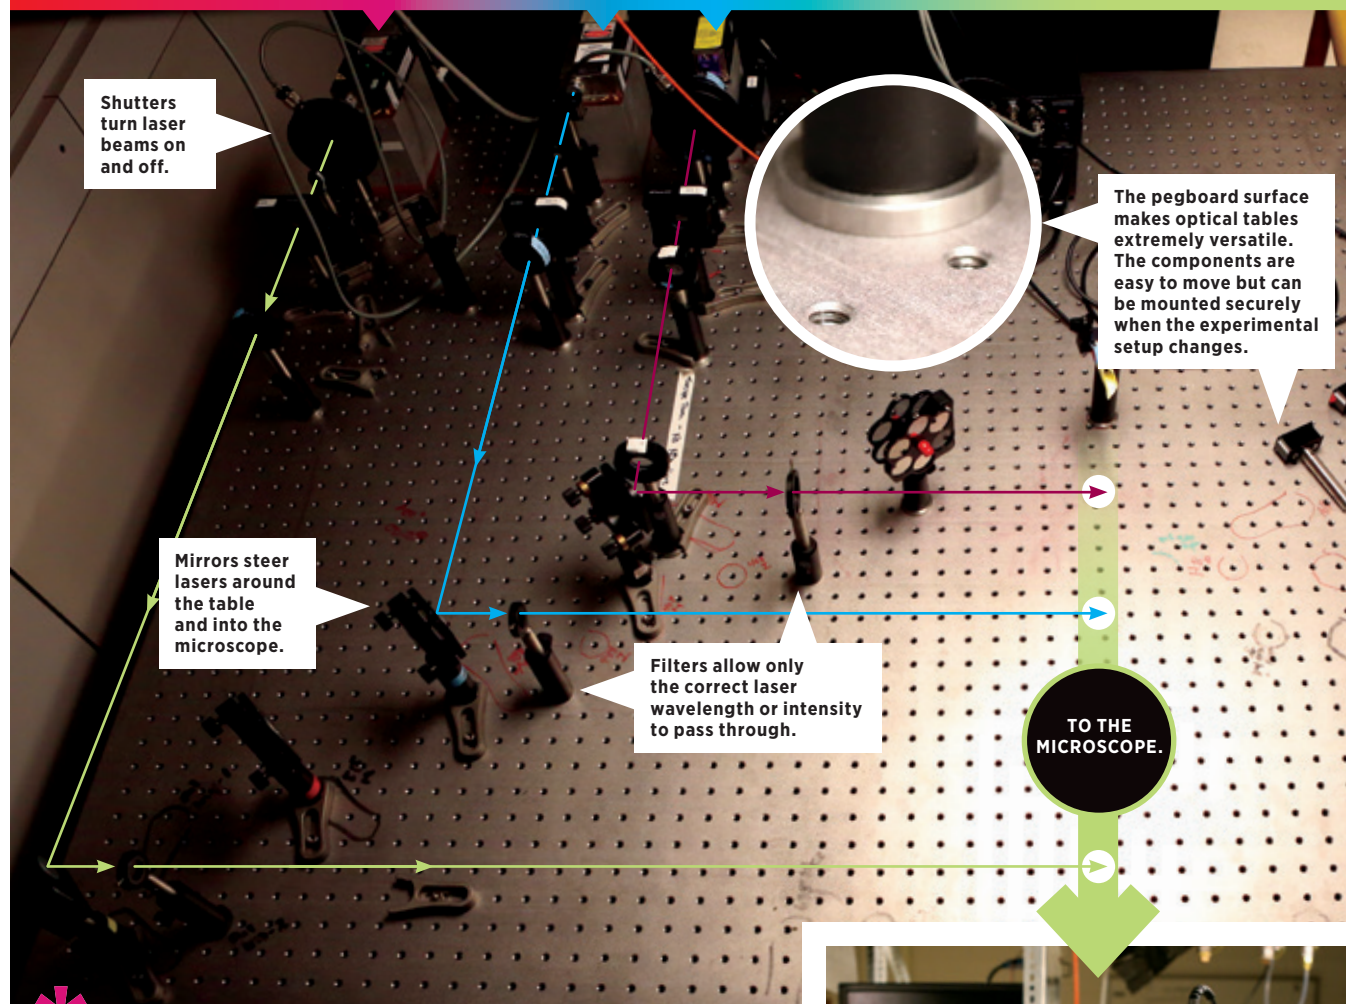 Shutters
turn laser
beams on
and off.
The pegboard surface
makes optical tables
extremely versatile.
The components are
easy to move but can
be mounted securely
when the experimental
setup changes.
Mirrors steer
lasers around
the table
and into the
microscope.
Filters allow only
the correct laser
wavelength or intensity
to pass through.
TO THE
MICROSCOPE.